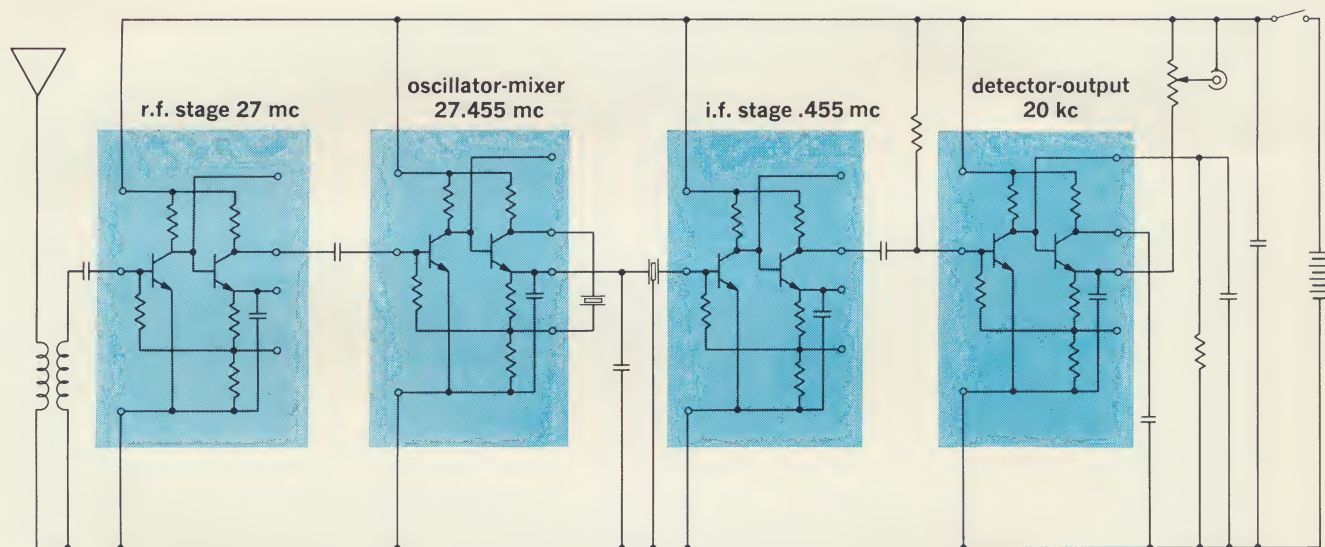 r.f. stage 27 mc
oscillator-mixer
27.455 mc
i.f. stage .455 mc
detector-output
20 kc